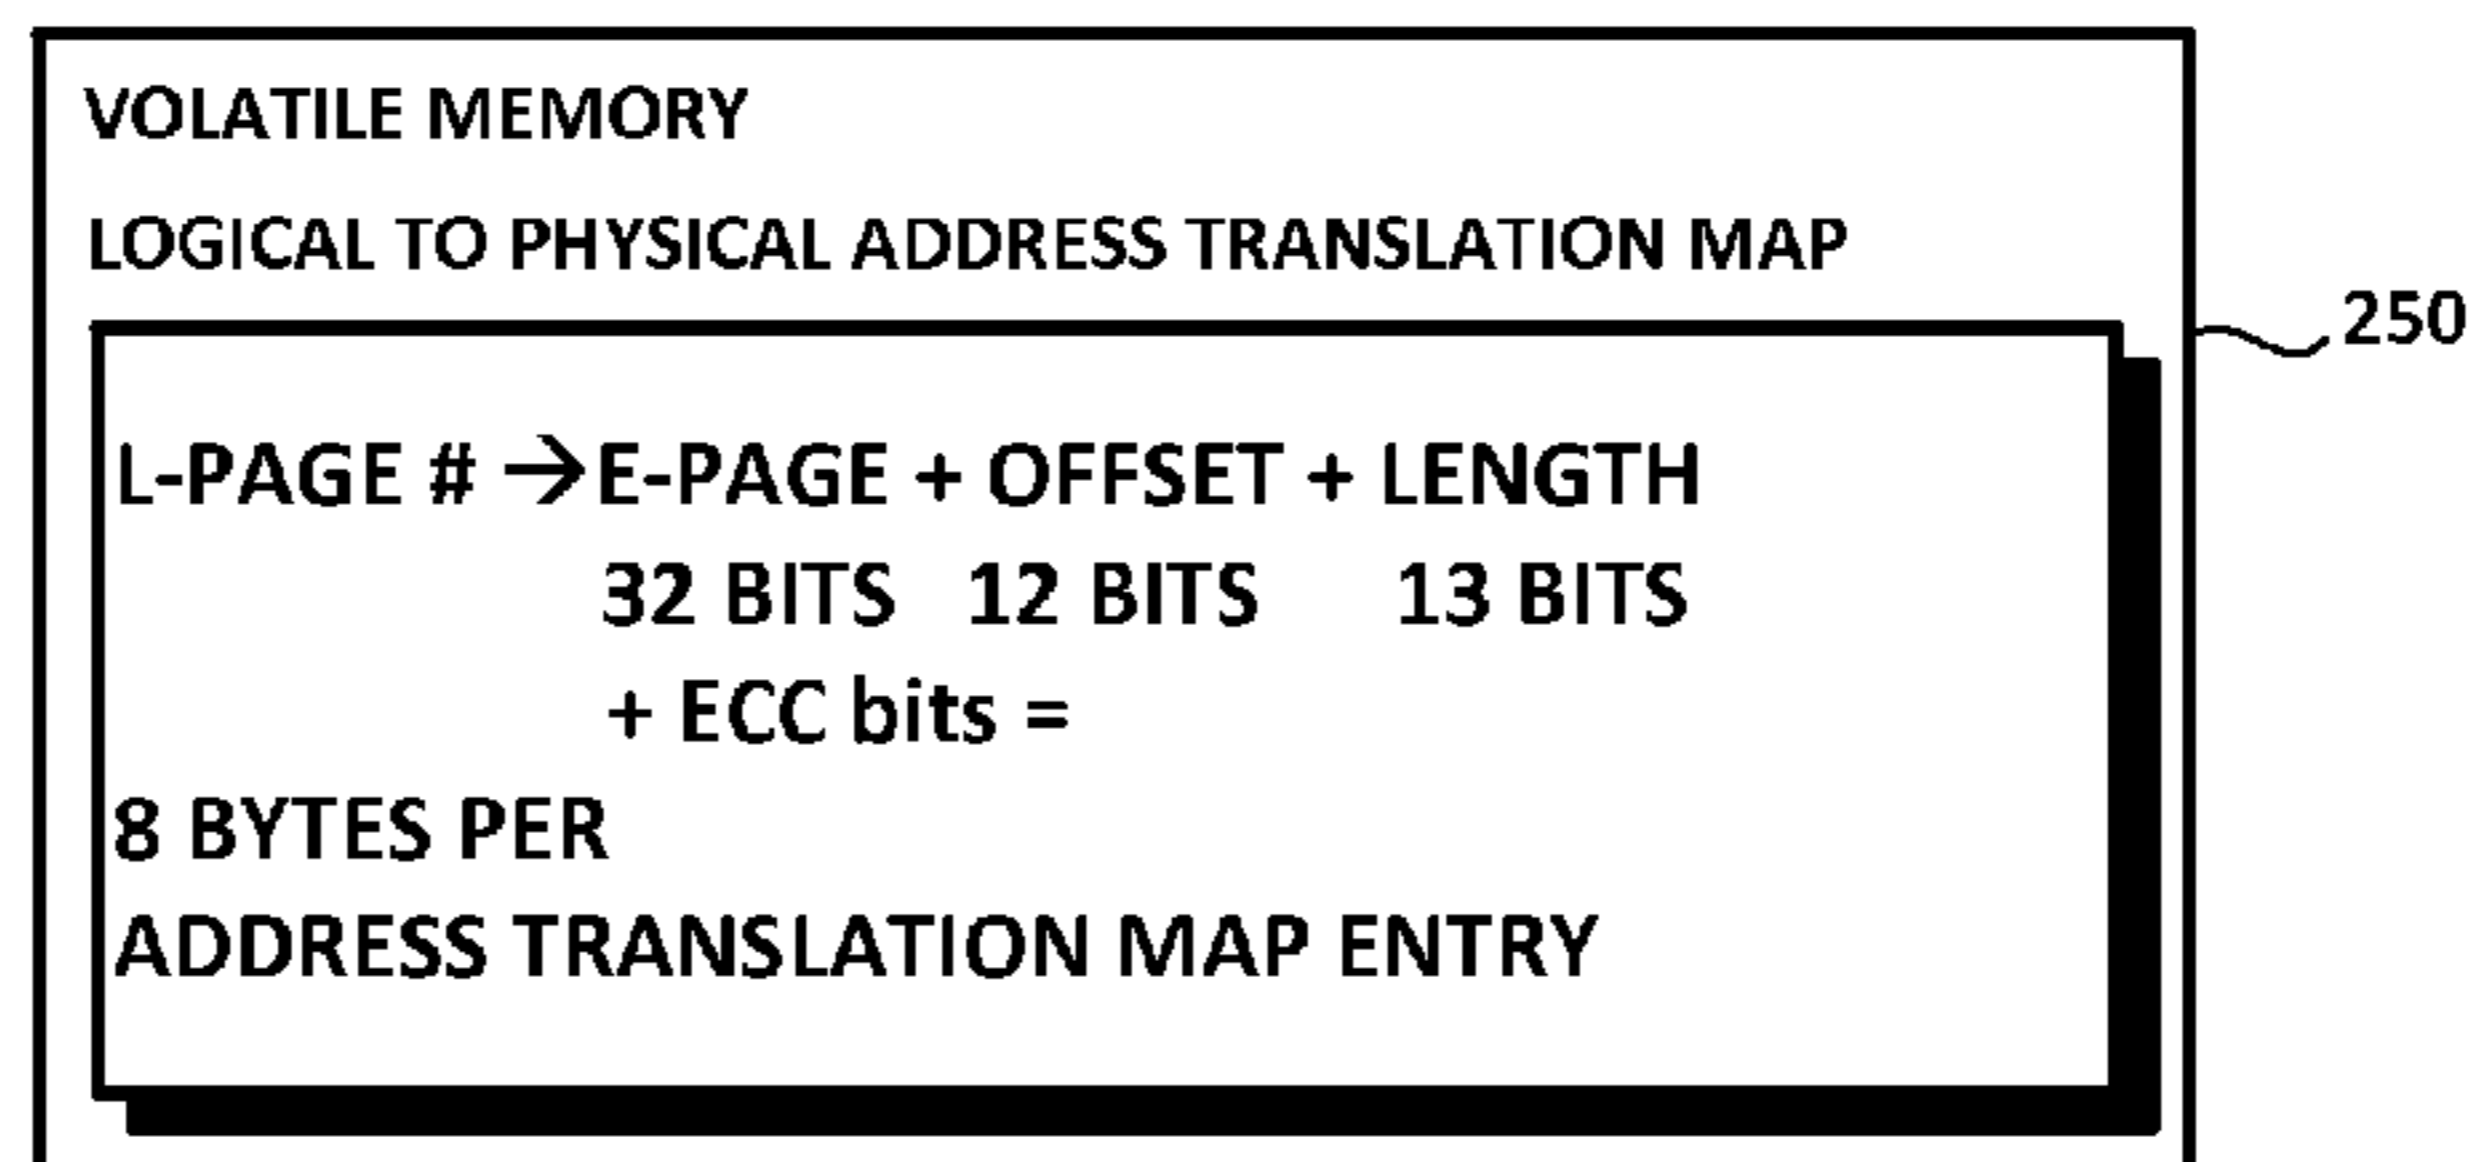 VOLATILE MEMORY
LOGICAL TO PHYSICAL ADDRESS TRANSLATION MAP
250
L-PAGE # →E-PAGE + OFFSET + LENGTH
32 BITS 12 BITS 13 BITS
+ ECC bits =
8 BYTES PER
ADDRESS TRANSLATION MAP ENTRY